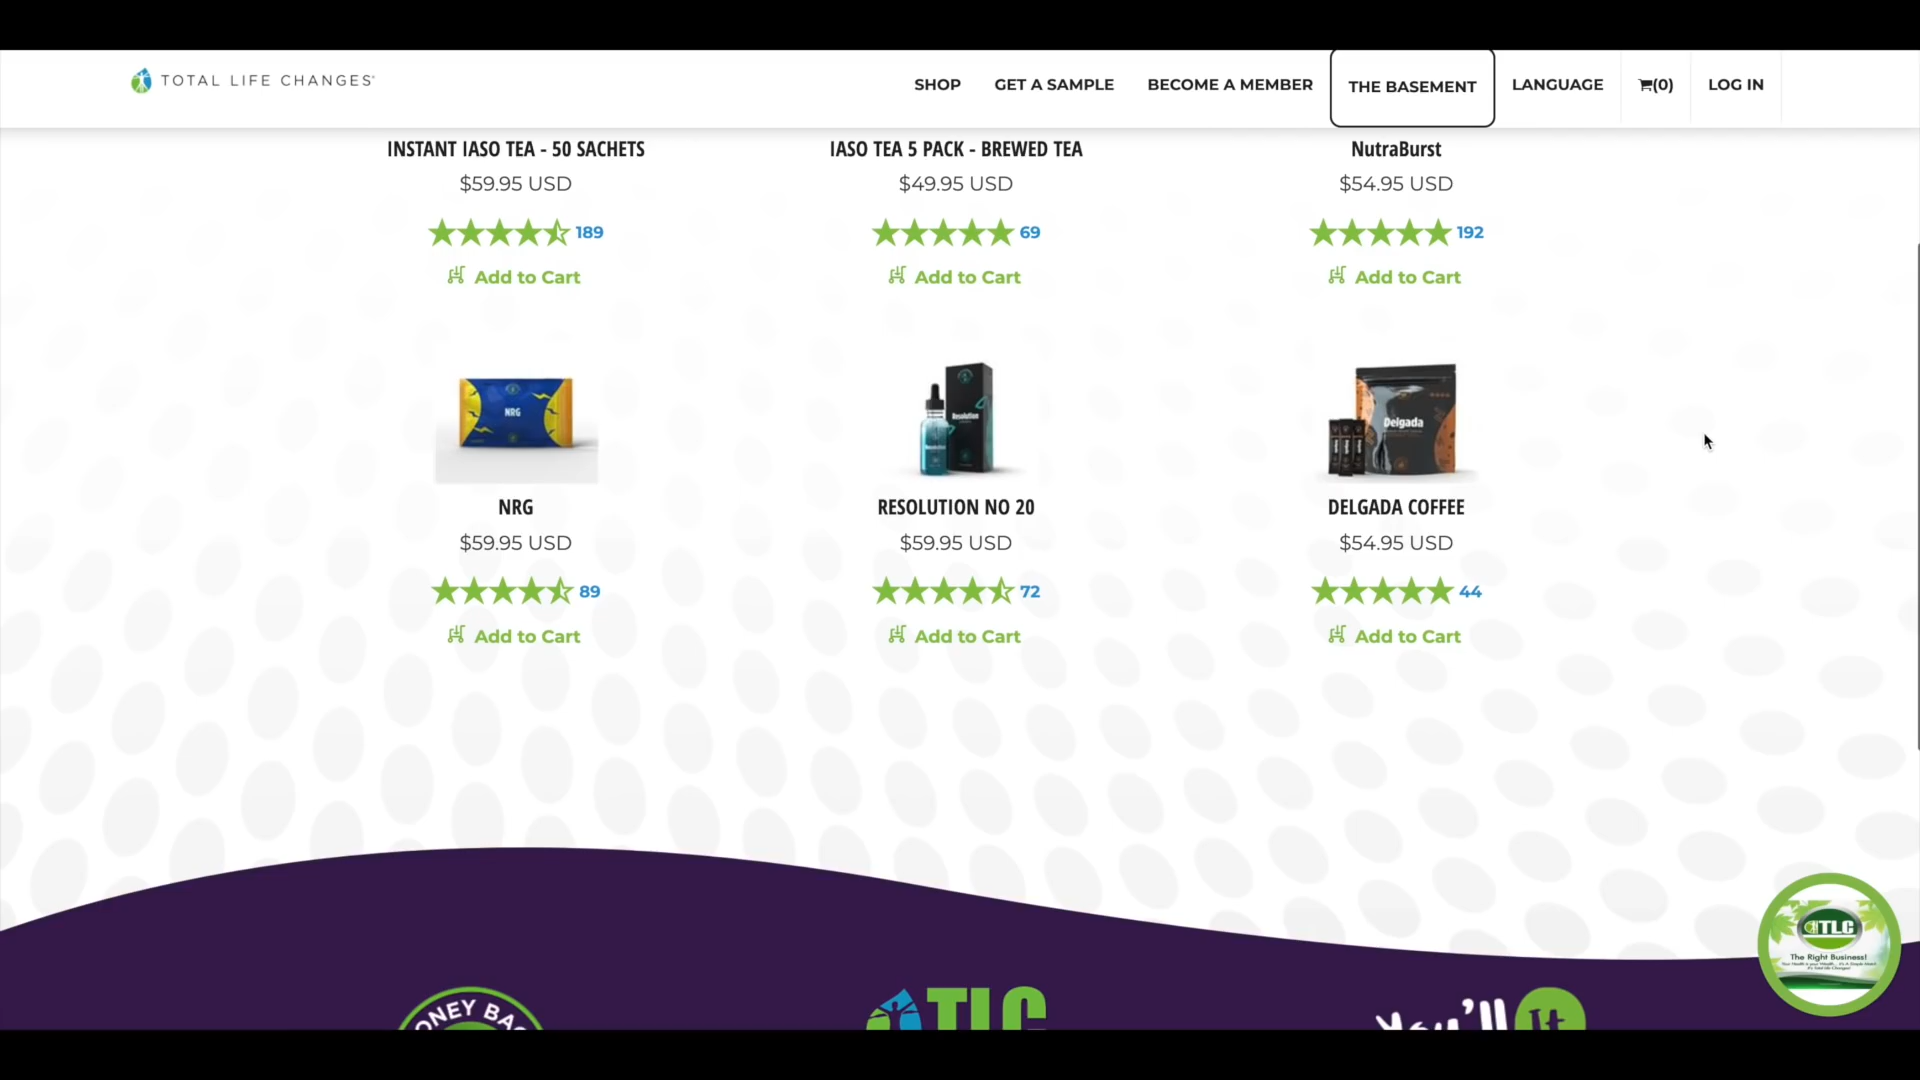 TOTAL LIFE CHANGES
SHOP
GET A SAMPLE
BECOME A MEMBER
THE BASEMENT
LANGUAGE
(0)
LOG IN
INSTANT IASO TEA - 50 SACHETS
$59.95 USD
189
Add to Cart
IASO TEA 5 PACK - BREWED TEA
$49.95 USD
69
Add to Cart
NutraBurst
$54.95 USD
192
Add to Cart
NRG
NRG
$59.95 USD
89
Add to Cart
Resolution
RESOLUTION NO 20
$59.95 USD
72
Add to Cart
Delgada
DELGADA COFFEE
$54.95 USD
44
Add to Cart
TLC
The Right Business!
TLC
You'll
It